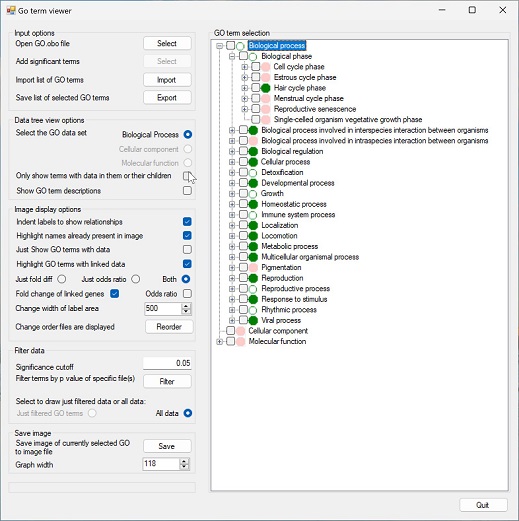 Go term viewer
Input options
Open GO.obo file
Select
Add significant terms
Select
Import list of GO terms
Import
Save list of selected GO terms
Export
Data tree view options
Select the GO data set
Biological Process
Cellular component
Molecular function
Only show terms with data in them or their children
Show GO term descriptions
Image display options
Indent labels to show relationships
Highlight names already present in image
Just Show GO terms with data
Highlight GO terms with linked data
Just fold diff
Just odds ratio
Both
Fold change of linked genes
Odds ratio
Change width of label area
500
Change order files are displayed
Reorder
Filter data
Significance cutoff
0.05
Filter terms by p value of specific file(s)
Filter
Select to draw just filtered data or all data:
Just filtered GO terms
All data
Save image
Save image of currently selected GO
to image file
Save
Graph width
118
GO term selection
Biological process
Biological phase
Cell cycle phase
Estrous cycle phase
Hair cycle phase
Menstrual cycle phase
Reproductive senescence
Single-celled organism vegetative growth phase
Biological process involved in interspecies interaction between organisms
Biological process involved in intraspecies interaction between organisms
Biological regulation
Cellular process
Detoxification
Developmental process
Growth
Homeostatic process
Immune system process
Localization
Locomotion
Metabolic process
Multicellular organismal process
Pigmentation
Reproduction
Reproductive process
Response to stimulus
Rhythmic process
Viral process
Cellular component
Molecular function
Quit